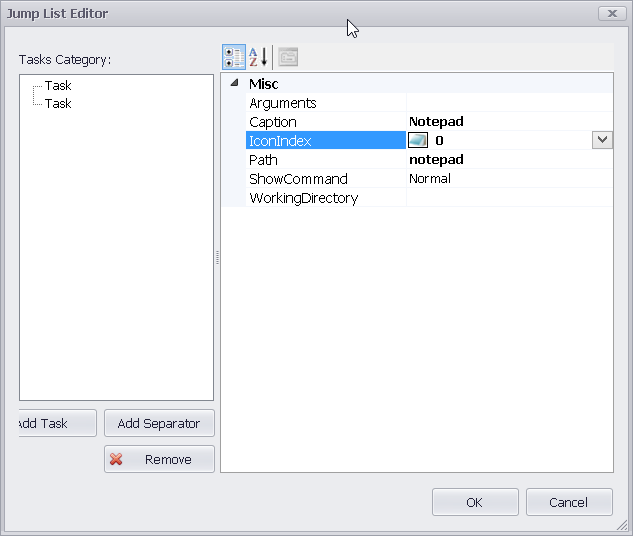 Jump List Editor
Tasks Category:
Task
Task
Misc
Arguments
Caption Notepad
IconIndex 0
Path notepad
ShowCommand Normal
WorkingDirectory
Add Task
Add Separator
Remove
OK
Cancel